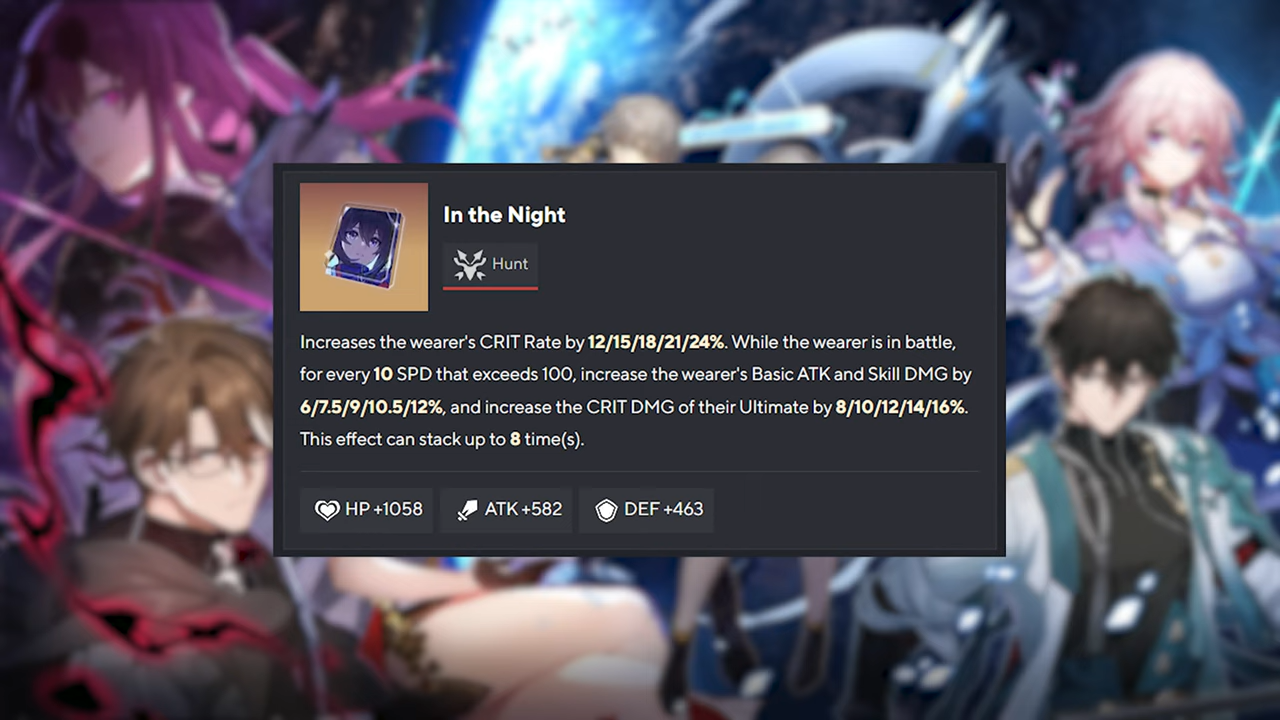 In the Night
Hunt
Increases the wearer's CRIT Rate by 12/15/18/21/24%. While the wearer is in battle,
for every 10 SPD that exceeds 100, increase the wearer's Basic ATK and Skill DMG by
6/7.5/9/10.5/12%, and increase the CRIT DMG of their Ultimate by 8/10/12/14/16%.
This effect can stack up to 8 time(s).
HP +1058 ATK +582 DEF +463